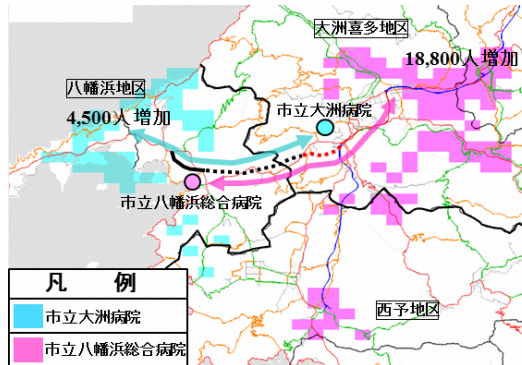 大洲喜多地区
18,800人増加
八幡浜地区
4,500人増加
市立大洲病院
市立八幡浜総合病院
西予地区
凡　例
市立大洲病院
市立八幡浜総合病院